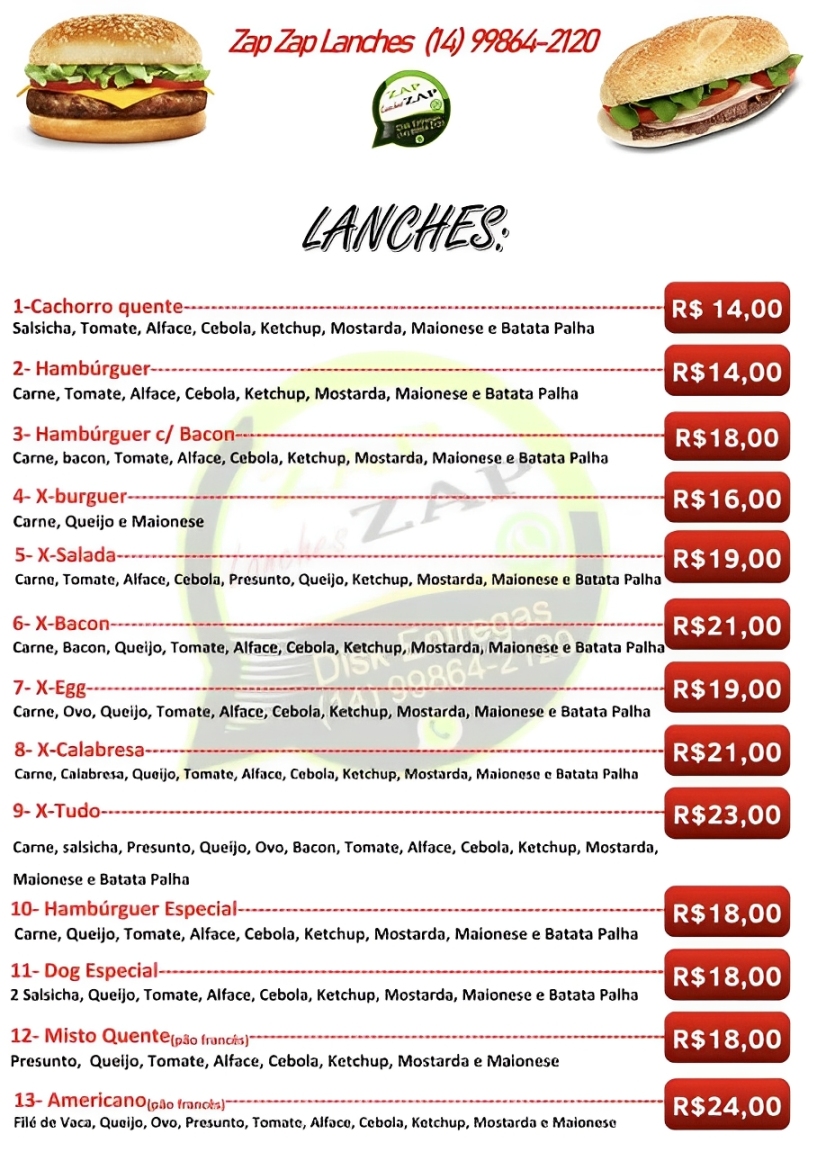 Zap Zap Lanches (14) 99864-2120
ZAP
Lanches ZAP
Disk Entregas
LANCHES:
1-Cachorro quente R$ 14,00
Salsicha, Tomate, Alface, Cebola, Ketchup, Mostarda, Maionese e Batata Palha
2- Hambúrguer R$14,00
Carne, Tomate, Alface, Cebola, Ketchup, Mostarda, Maionese e Batata Palha
3- Hambúrguer c/ Bacon R$18,00
Carne, bacon, Tomate, Alface, Cebola, Ketchup, Mostarda, Maionese e Batata Palha
4- X-burguer R$16,00
Carne, Queijo e Maionese
5- X-Salada R$19,00
Carne, Tomate, Alface, Cebola, Presunto, Queijo, Ketchup, Mostarda, Maionese e Batata Palha
6- X-Bacon R$21,00
Carne, Bacon, Queijo, Tomate, Alface, Cebola, Ketchup, Mostarda, Maionese e Batata Palha
7- X-Egg R$19,00
Carne, Ovo, Queijo, Tomate, Alface, Cebola, Ketchup, Mostarda, Maionese e Batata Palha
8- X-Calabresa R$21,00
Carne, Calabresa, Queijo, Tomate, Alface, Cebola, Ketchup, Mostarda, Maionese e Batata Palha
9- X-Tudo R$23,00
Carne, salsicha, Presunto, Queijo, Ovo, Bacon, Tomate, Alface, Cebola, Ketchup, Mostarda,
Maionese e Batata Palha
10- Hambúrguer Especial R$18,00
Carne, Queijo, Tomate, Alface, Cebola, Ketchup, Mostarda, Maionese e Batata Palha
11- Dog Especial R$18,00
2 Salsicha, Queijo, Tomate, Alface, Cebola, Ketchup, Mostarda, Maionese e Batata Palha
12- Misto Quente(pão francês) R$18,00
Presunto, Queijo, Tomate, Alface, Cebola, Ketchup, Mostarda e Maionese
13- Americano(pão francês) R$24,00
Filé de Vaca, Queijo, Ovo, Presunto, Tomate, Alface, Cebola, Ketchup, Mostarda e Maionese
ZAP
Lanches ZAP
Disk Entregas
(14) 99864-2120